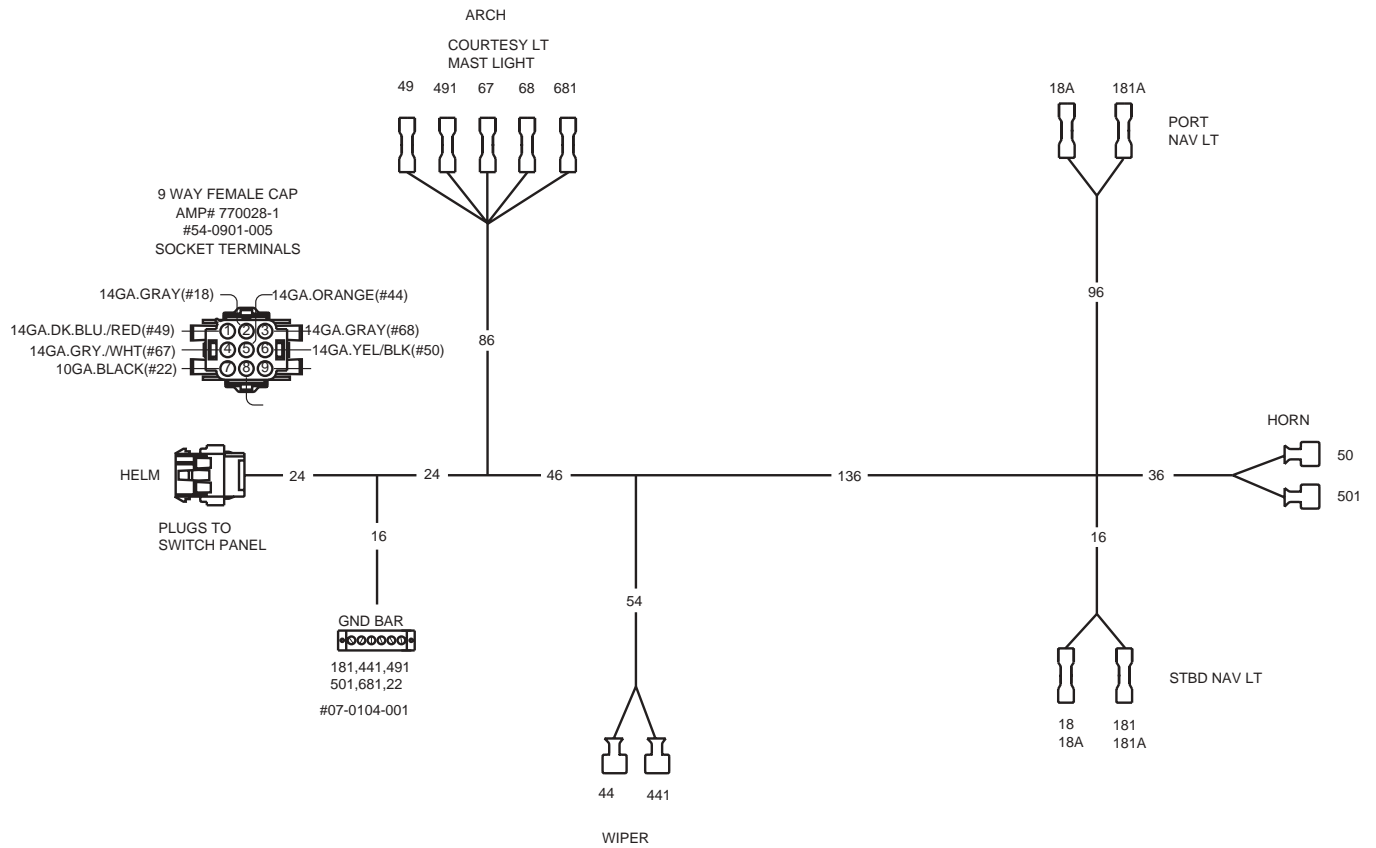 ARCH
COURTESY LT
MAST LIGHT
49 491 67 68 681
18A 181A
PORT
NAV LT
9 WAY FEMALE CAP
AMP# 770028-1
#54-0901-005
SOCKET TERMINALS
14GA.GRAY(#18) 14GA.ORANGE(#44)
14GA.DK.BLU./RED(#49) 1 2 3 14GA.GRAY(#68)
14GA.GRY./WHT(#67) 4 5 6 14GA.YEL/BLK(#50)
10GA.BLACK(#22) 7 8 9
86
96
HORN
50
501
HELM
24 24 46 136 36
PLUGS TO
SWITCH PANEL
16
16
54
GND BAR
181,441,491
501,681,22
#07-0104-001
STBD NAV LT
18 181
18A 181A
44 441
WIPER